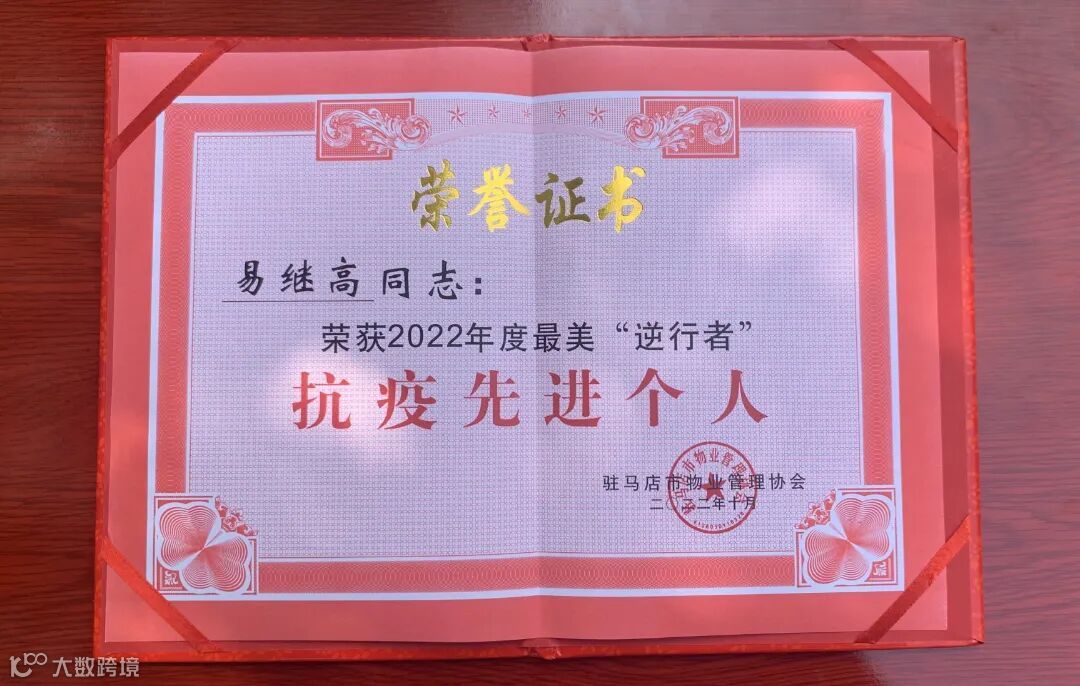 荣誉证书
易继高同志：
荣获2022年度最美“逆行者”
抗疫先进个人
驻马店市物业管理协会
二〇二二年十月
大数跨境